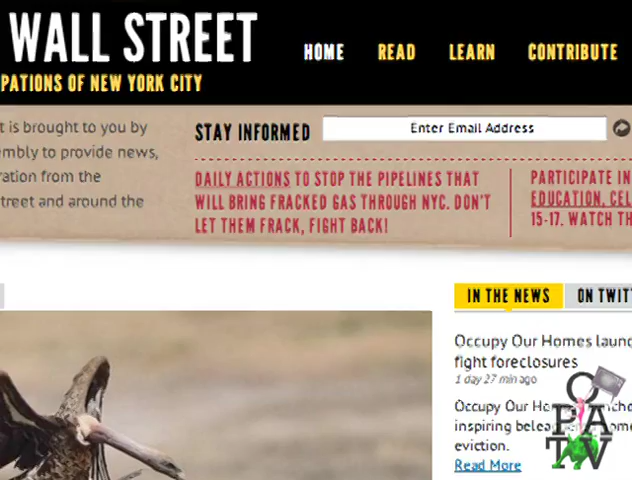 WALL STREET
PATIONS OF NEW YORK CITY
HOME READ LEARN CONTRIBUTE
t is brought to you by
embly to provide news,
ration from the
treet and around the
STAY INFORMED
Enter Email Address
DAILY ACTIONS TO STOP THE PIPELINES THAT
WILL BRING FRACKED GAS THROUGH NYC. DON'T
LET THEM FRACK, FIGHT BACK!
PARTICIPATE IN
EDUCATION, CEL
15-17. WATCH TH
IN THE NEWS
ON TWIT
Occupy Our Homes laun
fight foreclosures
1 day 27 min ago
Occupy Our
inspiring
eviction.
Read More
O
PA
TV